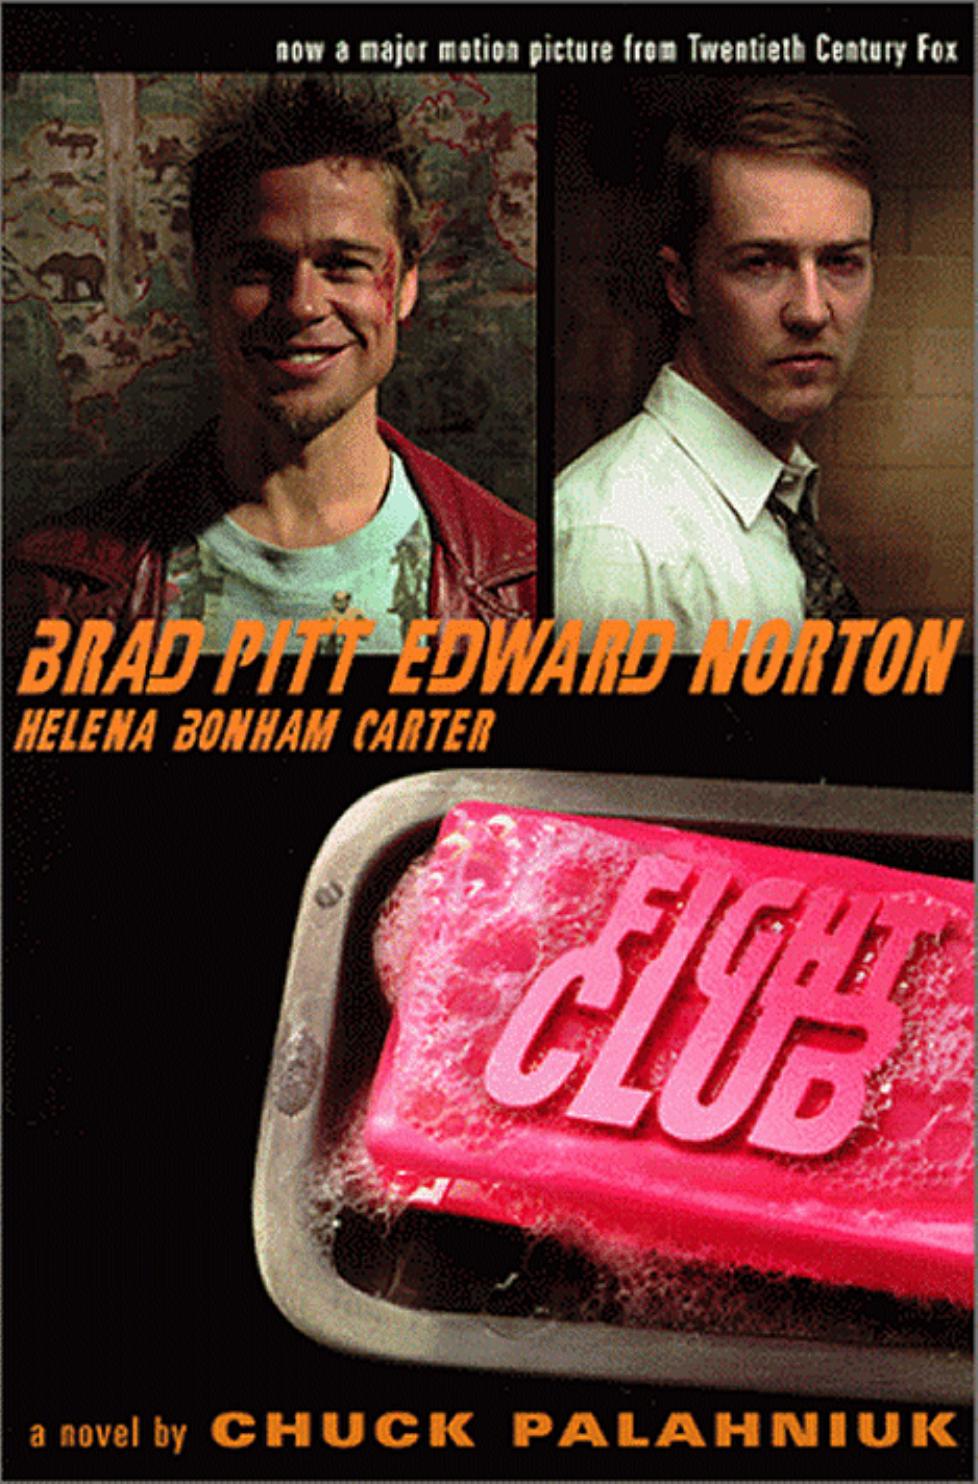 now a major motion picture from Twentieth Century Fox
BRAD PITT EDWARD NORTON
HELENA BONHAM CARTER
FIGHT
CLUB
a novel by CHUCK PALAHNIUK